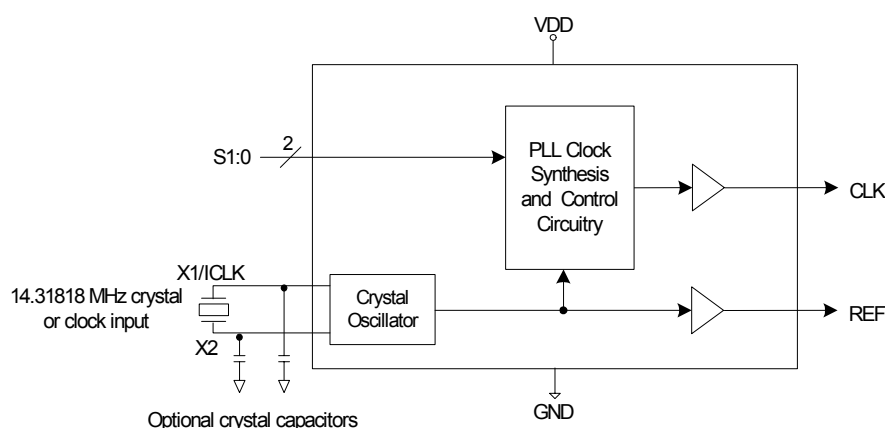 VDD
S1:0
2
PLL Clock
Synthesis
and Control
Circuitry
CLK
X1/ICLK
14.31818 MHz crystal
or clock input
X2
Crystal
Oscillator
REF
Optional crystal capacitors
GND